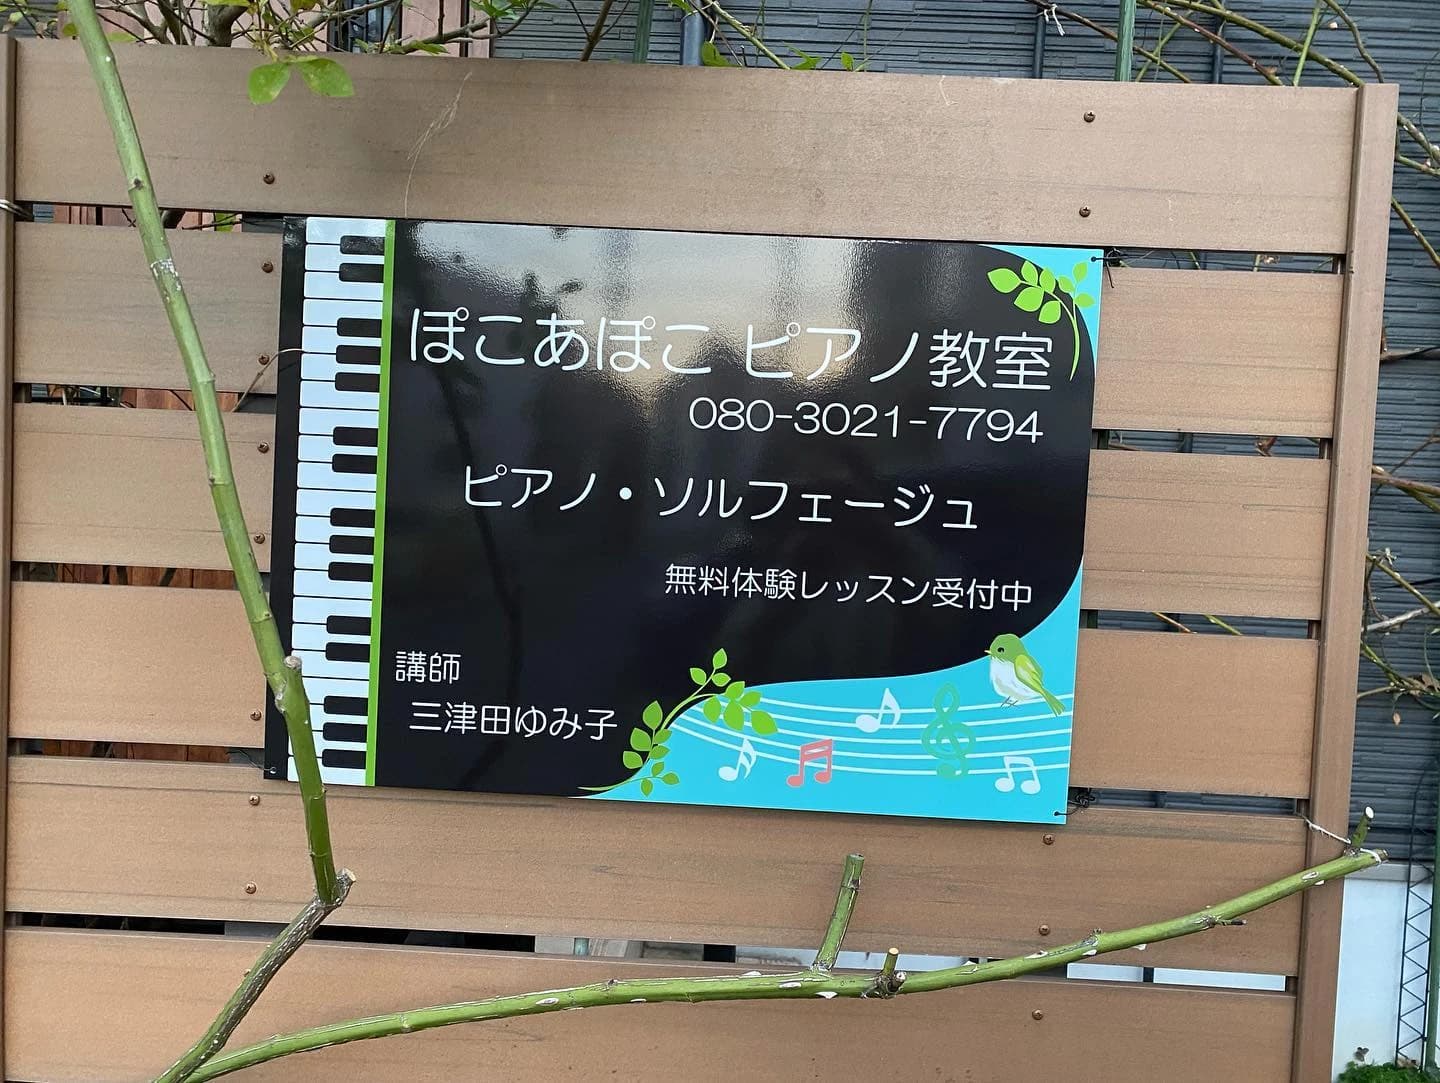 ぽこあぽこ ピアノ教室
080-3021-7794
ピアノ・ソルフェージュ
無料体験レッスン受付中
講師
三津田ゆみ子